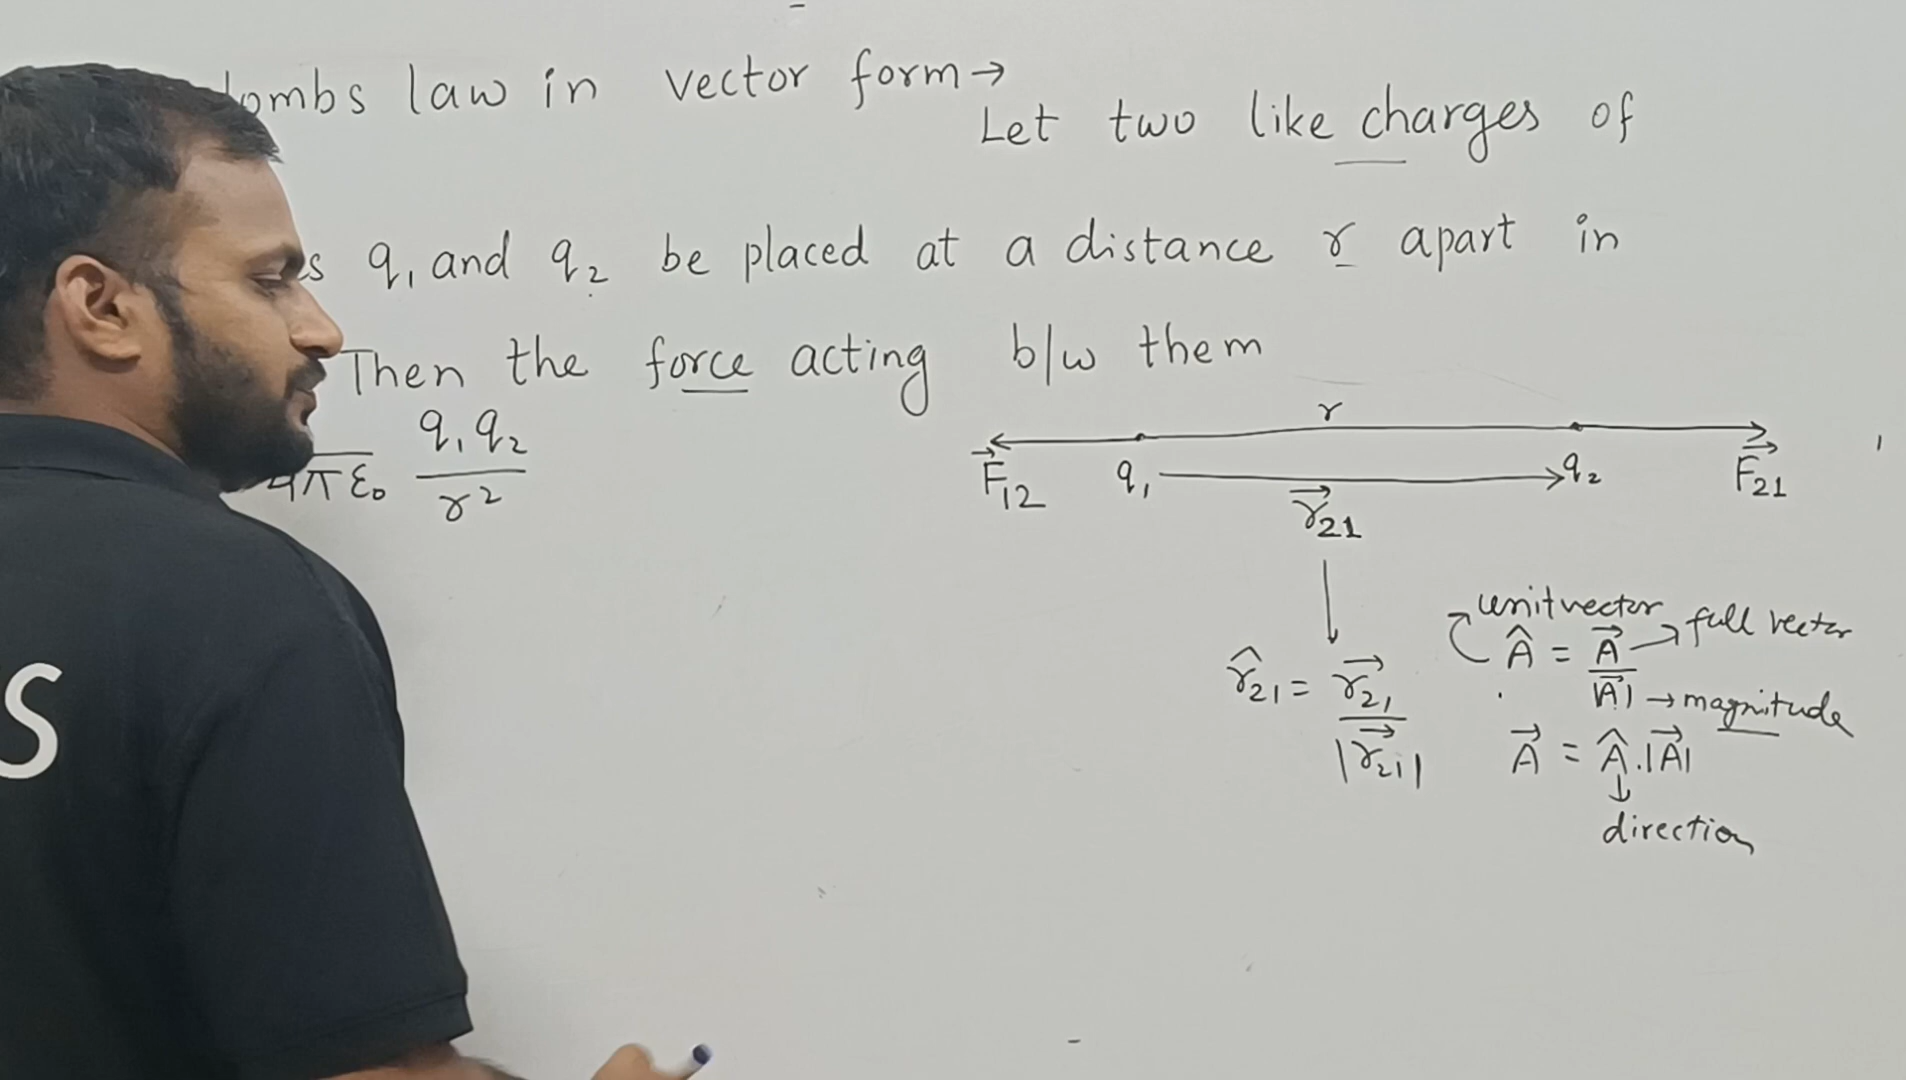 ombs law in vector form →
Let two like charges of
s q₁ and q₂ be placed at a distance r apart in
Then the force acting b/w them
4πε₀ q₁q₂/r²
r
F⃗₁₂ q₁ q₂ F⃗₂₁
r⃗₂₁
unit vector
full vector
Â = A⃗/|A⃗| → magnitude
r̂₂₁ = r⃗₂₁/|r⃗₂₁|
A⃗ = Â.|A⃗|
direction
S